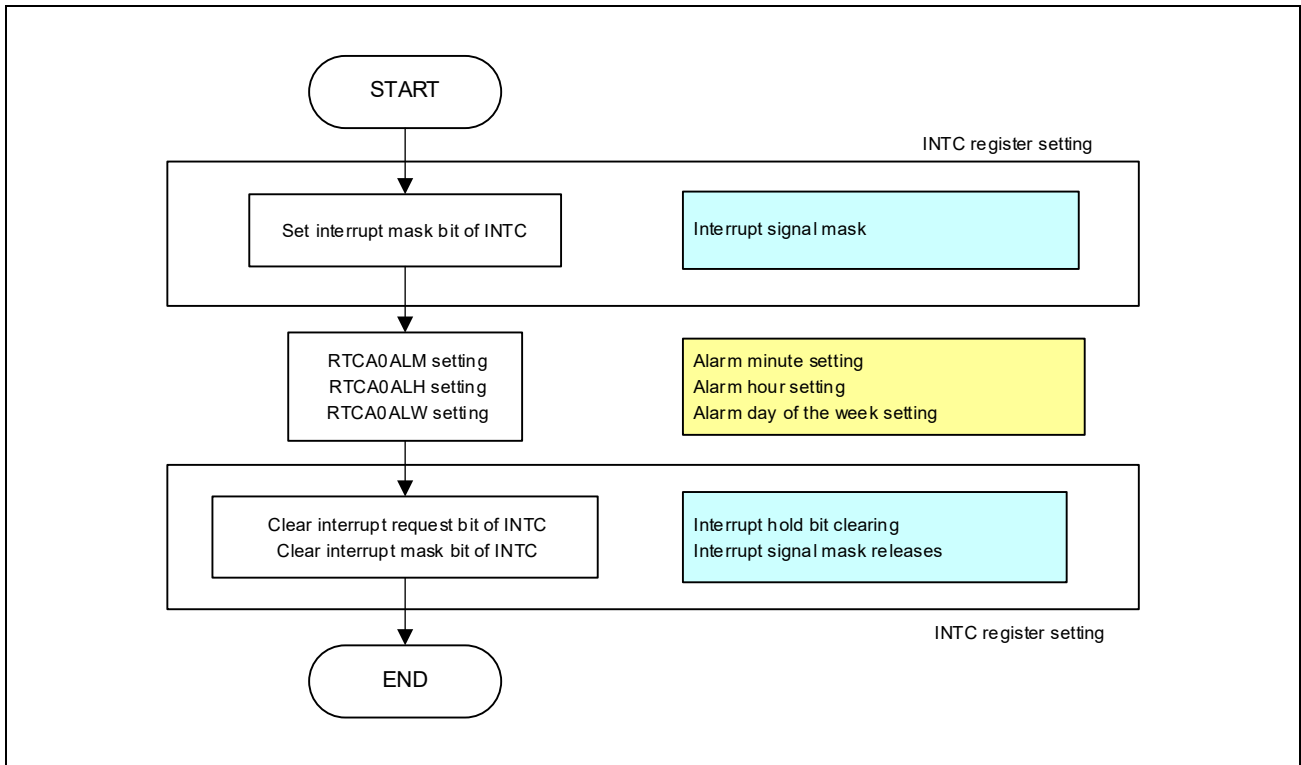 START
INTC register setting
Set interrupt mask bit of INTC
Interrupt signal mask
RTCA0ALM setting
RTCA0ALH setting
RTCA0ALW setting
Alarm minute setting
Alarm hour setting
Alarm day of the week setting
Clear interrupt request bit of INTC
Clear interrupt mask bit of INTC
Interrupt hold bit clearing
Interrupt signal mask releases
INTC register setting
END